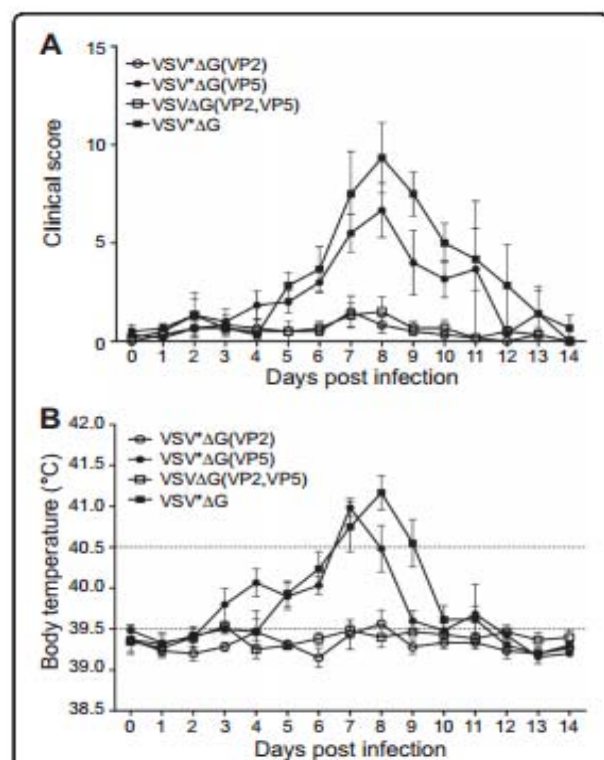 A
15
VSV*ΔG(VP2)
VSV*ΔG(VP5)
VSVΔG(VP2,VP5)
VSV*ΔG
10
Clinical score
5
0
0 1 2 3 4 5 6 7 8 9 10 11 12 13 14
Days post infection
B
42.0
VSV*ΔG(VP2)
41.5
VSV*ΔG(VP5)
VSVΔG(VP2,VP5)
41.0
VSV*ΔG
40.5
Body temperature (°C)
40.0
39.5
39.0
38.5
0 1 2 3 4 5 6 7 8 9 10 11 12 13 14
Days post infection